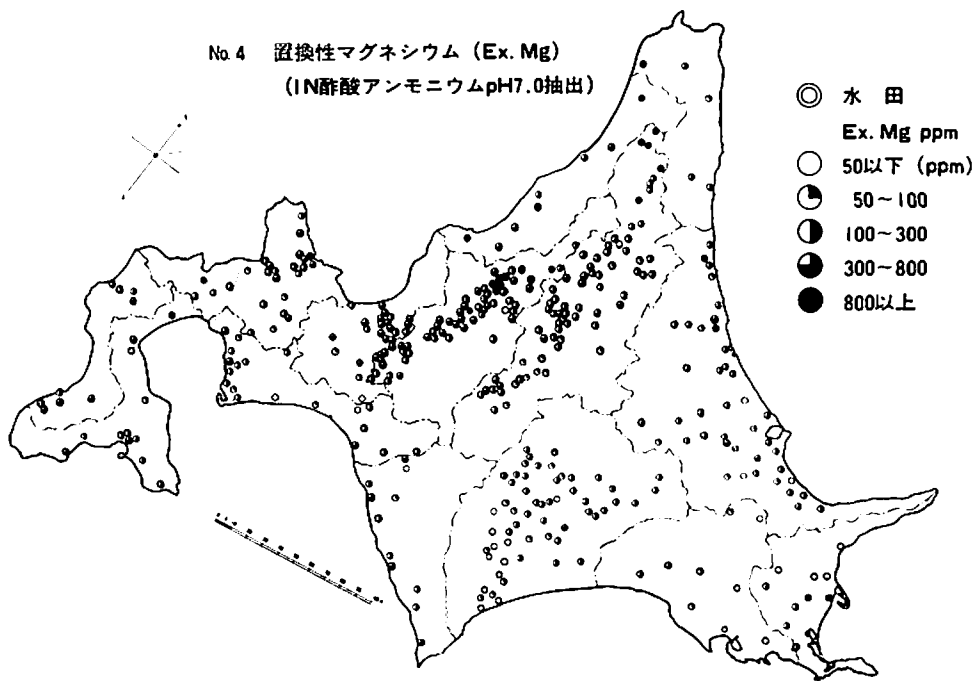 No.4 置換性マグネシウム (Ex. Mg)
(1N酢酸アンモニウムpH7.0抽出)
水 田
Ex. Mg ppm
50以下 (ppm)
50~100
100~300
300~800
800以上